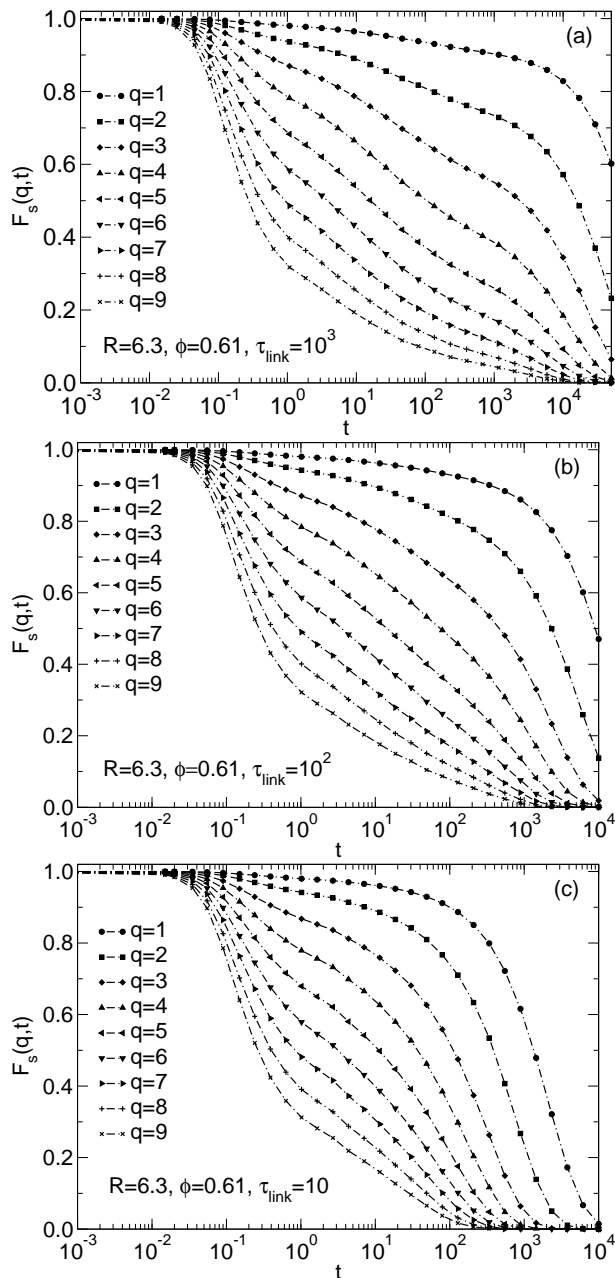 (a)
1.0
0.8
0.6
0.4
0.2
0.0
F_s(q,t)
q=1
q=2
q=3
q=4
q=5
q=6
q=7
q=8
q=9
R=6.3, ϕ=0.61, τ_link=10^3
10^-3 10^-2 10^-1 10^0 10^1 10^2 10^3 10^4
t
(b)
1.0
0.8
0.6
0.4
0.2
0.0
F_s(q,t)
q=1
q=2
q=3
q=4
q=5
q=6
q=7
q=8
q=9
R=6.3, ϕ=0.61, τ_link=10^2
10^-3 10^-2 10^-1 10^0 10^1 10^2 10^3 10^4
t
(c)
1.0
0.8
0.6
0.4
0.2
0.0
F_s(q,t)
q=1
q=2
q=3
q=4
q=5
q=6
q=7
q=8
q=9
R=6.3, ϕ=0.61, τ_link=10
10^-3 10^-2 10^-1 10^0 10^1 10^2 10^3 10^4
t